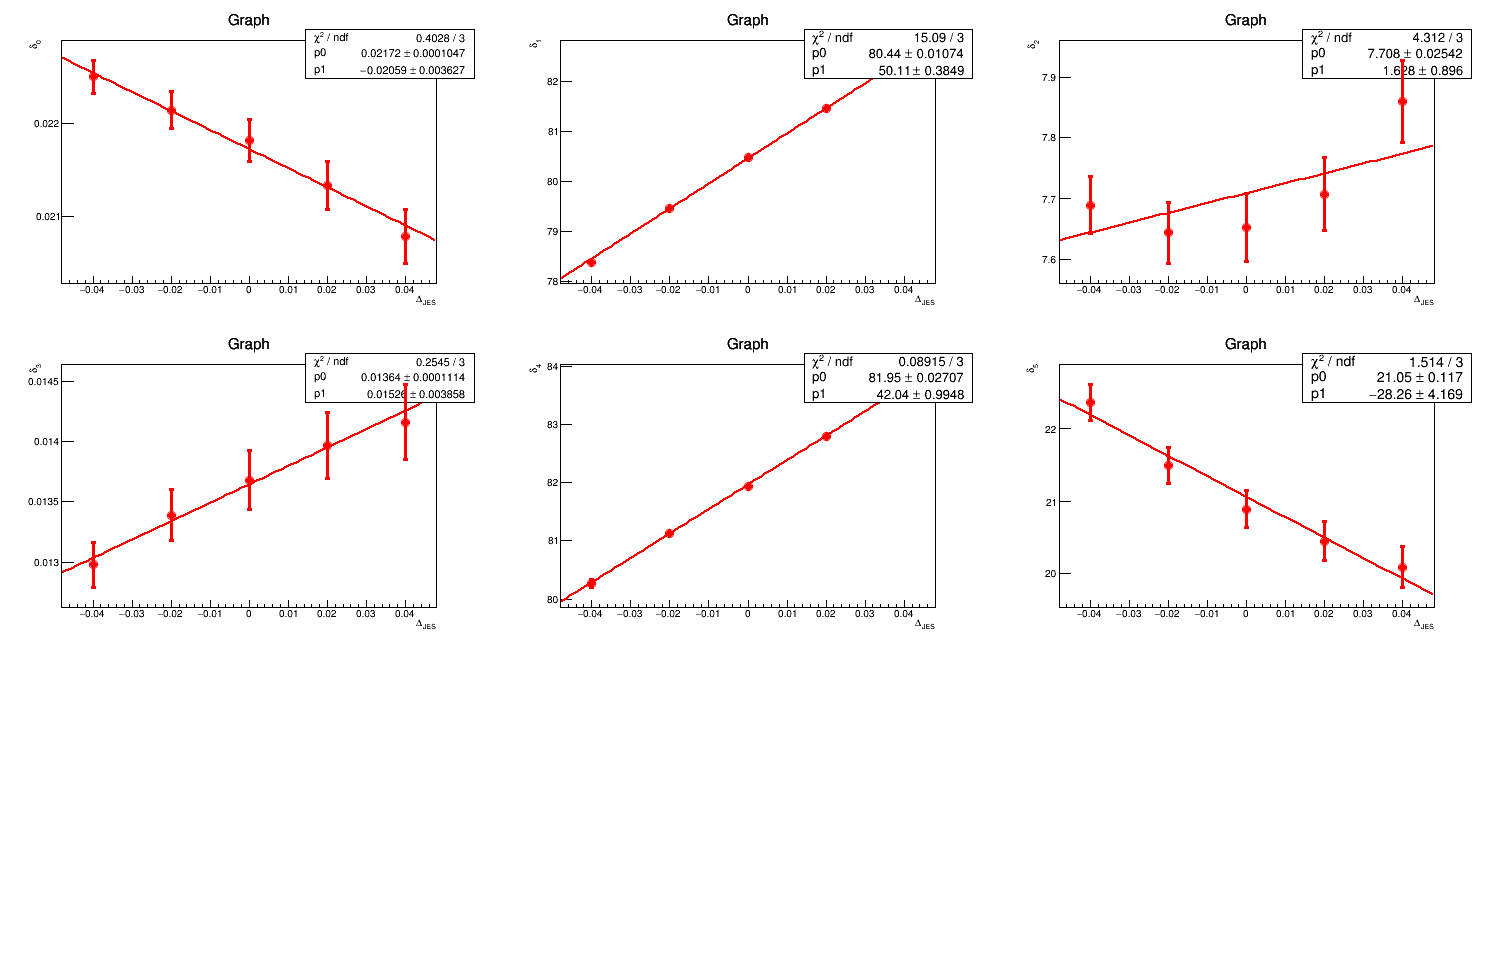 Graph
δ0
χ2 / ndf 0.4028 / 3
p0 0.02172 ± 0.0001047
p1 −0.02059 ± 0.003627
0.022
0.021
−0.04 −0.03 −0.02 −0.01 0 0.01 0.02 0.03 0.04
ΔJES
Graph
δ1
χ2 / ndf 15.09 / 3
p0 80.44 ± 0.01074
p1 50.11 ± 0.3849
82
81
80
79
78
−0.04 −0.03 −0.02 −0.01 0 0.01 0.02 0.03 0.04
ΔJES
Graph
δ2
χ2 / ndf 4.312 / 3
p0 7.708 ± 0.02542
p1 1.628 ± 0.896
7.9
7.8
7.7
7.6
−0.04 −0.03 −0.02 −0.01 0 0.01 0.02 0.03 0.04
ΔJES
Graph
δ3
χ2 / ndf 0.2545 / 3
p0 0.01364 ± 0.0001114
p1 0.01526 ± 0.003858
0.0145
0.014
0.0135
0.013
−0.04 −0.03 −0.02 −0.01 0 0.01 0.02 0.03 0.04
ΔJES
Graph
δ4
χ2 / ndf 0.08915 / 3
p0 81.95 ± 0.02707
p1 42.04 ± 0.9948
84
83
82
81
80
−0.04 −0.03 −0.02 −0.01 0 0.01 0.02 0.03 0.04
ΔJES
Graph
δ5
χ2 / ndf 1.514 / 3
p0 21.05 ± 0.117
p1 −28.26 ± 4.169
22
21
20
−0.04 −0.03 −0.02 −0.01 0 0.01 0.02 0.03 0.04
ΔJES